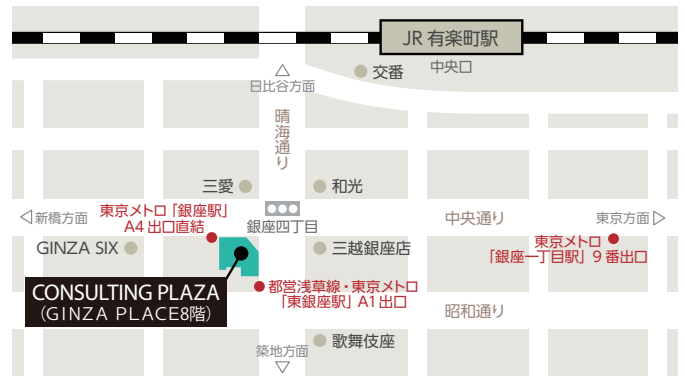 JR 有楽町駅
中央口
交番
日比谷方面
晴海通り
三愛
和光
新橋方面
東京メトロ「銀座駅」
A4 出口直結
銀座四丁目
中央通り
東京方面
GINZA SIX
三越銀座店
東京メトロ
「銀座一丁目駅」9 番出口
CONSULTING PLAZA
(GINZA PLACE8階)
都営浅草線・東京メトロ
「東銀座駅」A1 出口
昭和通り
歌舞伎座
築地方面